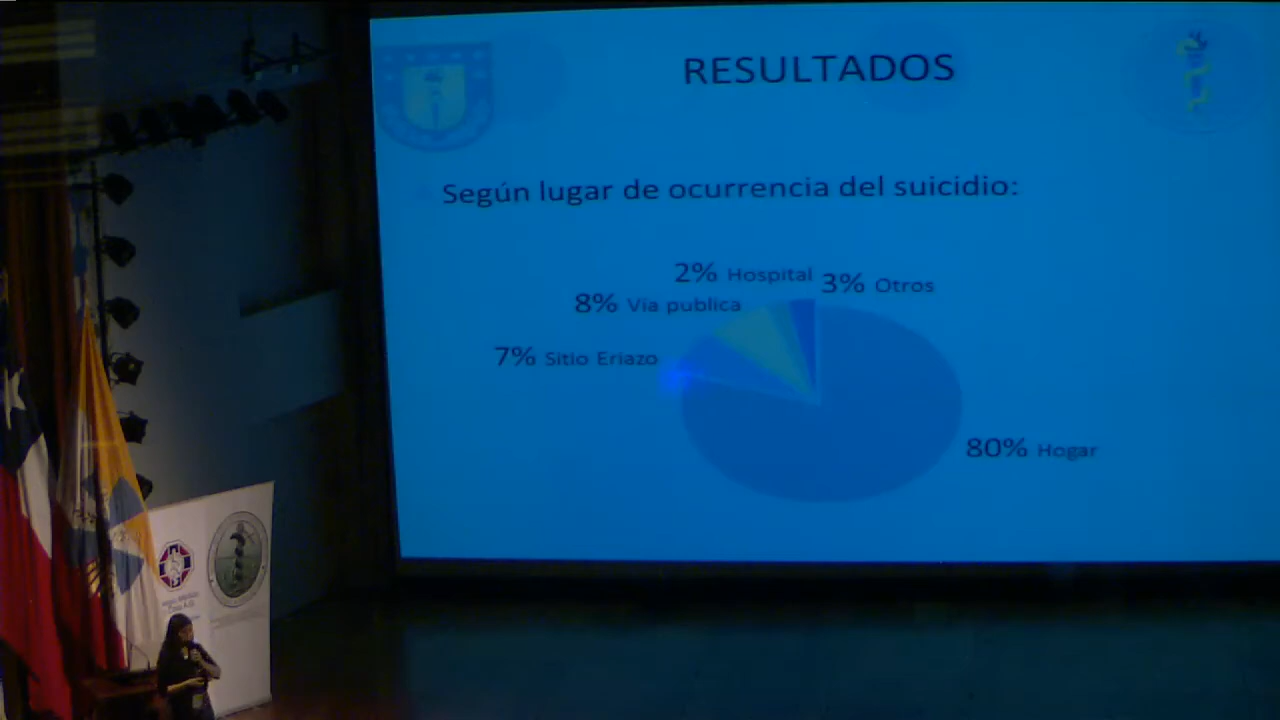 RESULTADOS
Según lugar de ocurrencia del suicidio:
2% Hospital
3% Otros
8% Via publica
7% Sitio Eriazo
80% Hogar